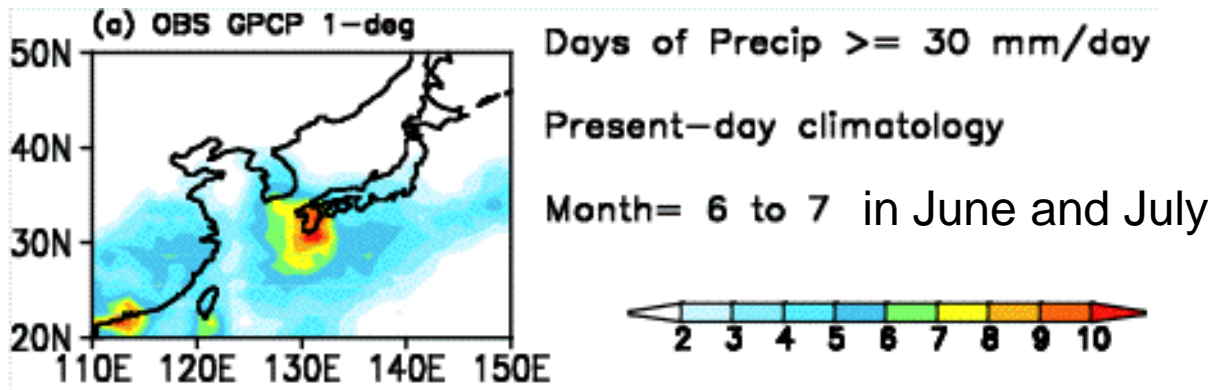 (a) OBS GPCP 1-deg
50N
40N
30N
20N
110E 120E 130E 140E 150E
Days of Precip >= 30 mm/day
Present-day climatology
Month= 6 to 7 in June and July
2 3 4 5 6 7 8 9 10